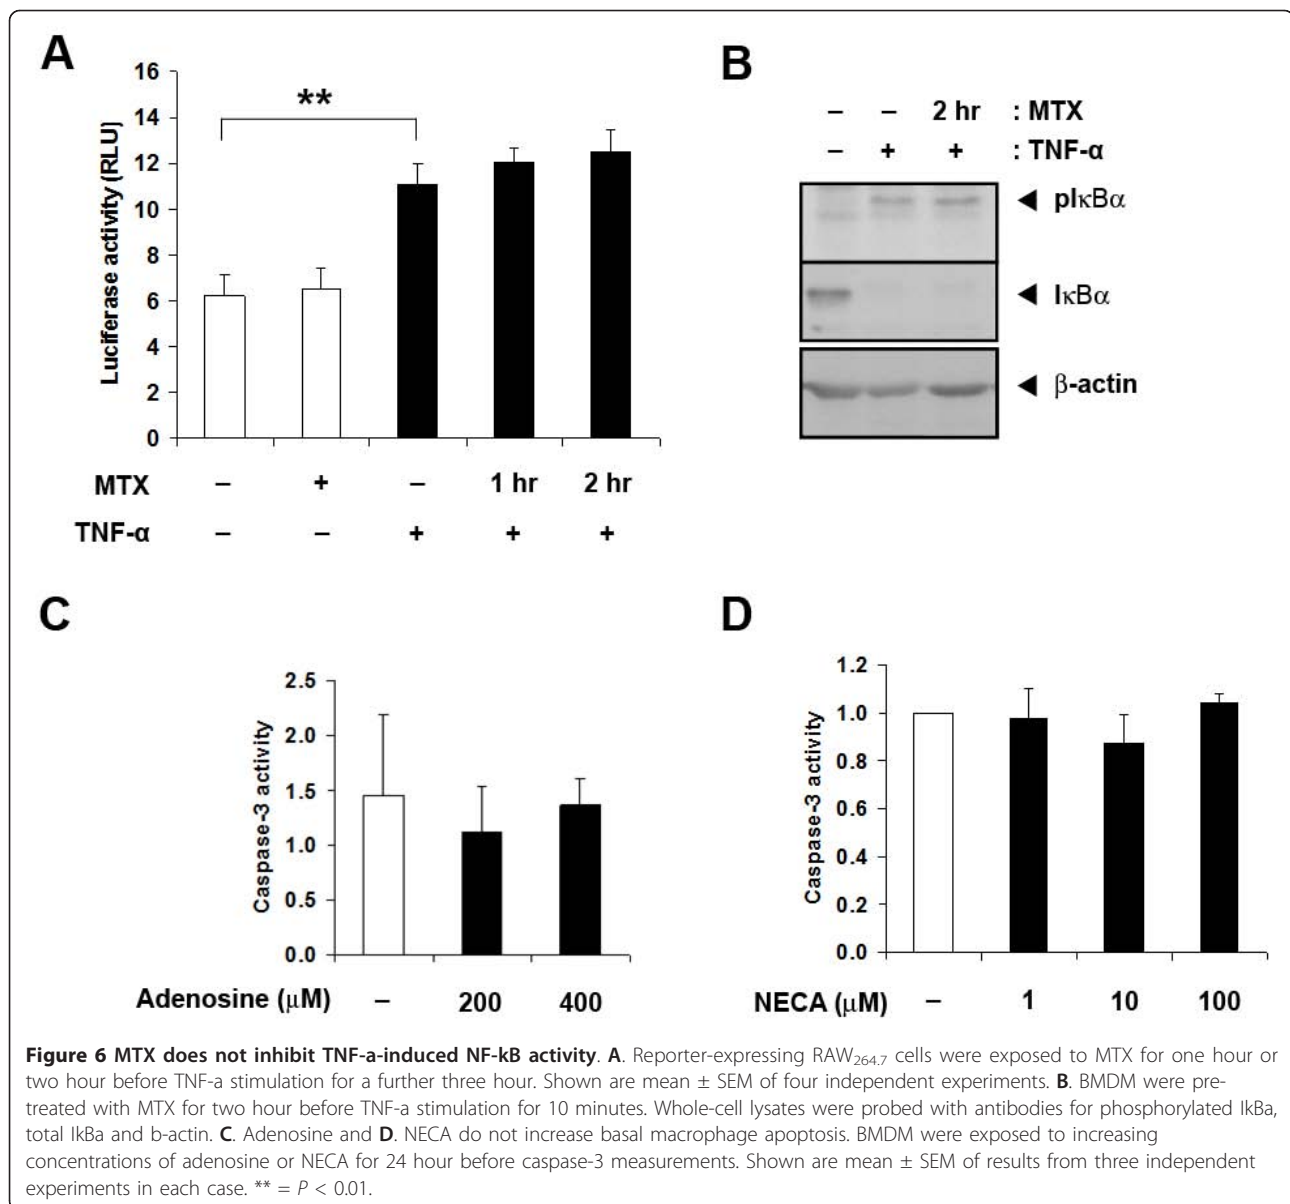 A
16
14
12
10
8
6
4
2
0
Luciferase activity (RLU)
**
MTX – + – 1 hr 2 hr
TNF-α – – + + +
B
– – 2 hr : MTX
– + + : TNF-α
◄ pIκBα
◄ IκBα
◄ β-actin
C
2.5
2.0
1.5
1.0
0.5
0.0
Caspase-3 activity
Adenosine (μM) – 200 400
D
1.2
1.0
0.8
0.6
0.4
0.2
0.0
Caspase-3 activity
NECA (μM) – 1 10 100
Figure 6 MTX does not inhibit TNF-a-induced NF-kB activity. A. Reporter-expressing RAW264.7 cells were exposed to MTX for one hour or
two hour before TNF-a stimulation for a further three hour. Shown are mean ± SEM of four independent experiments. B. BMDM were pre-
treated with MTX for two hour before TNF-a stimulation for 10 minutes. Whole-cell lysates were probed with antibodies for phosphorylated IkBa,
total IkBa and b-actin. C. Adenosine and D. NECA do not increase basal macrophage apoptosis. BMDM were exposed to increasing
concentrations of adenosine or NECA for 24 hour before caspase-3 measurements. Shown are mean ± SEM of results from three independent
experiments in each case. ** = P < 0.01.